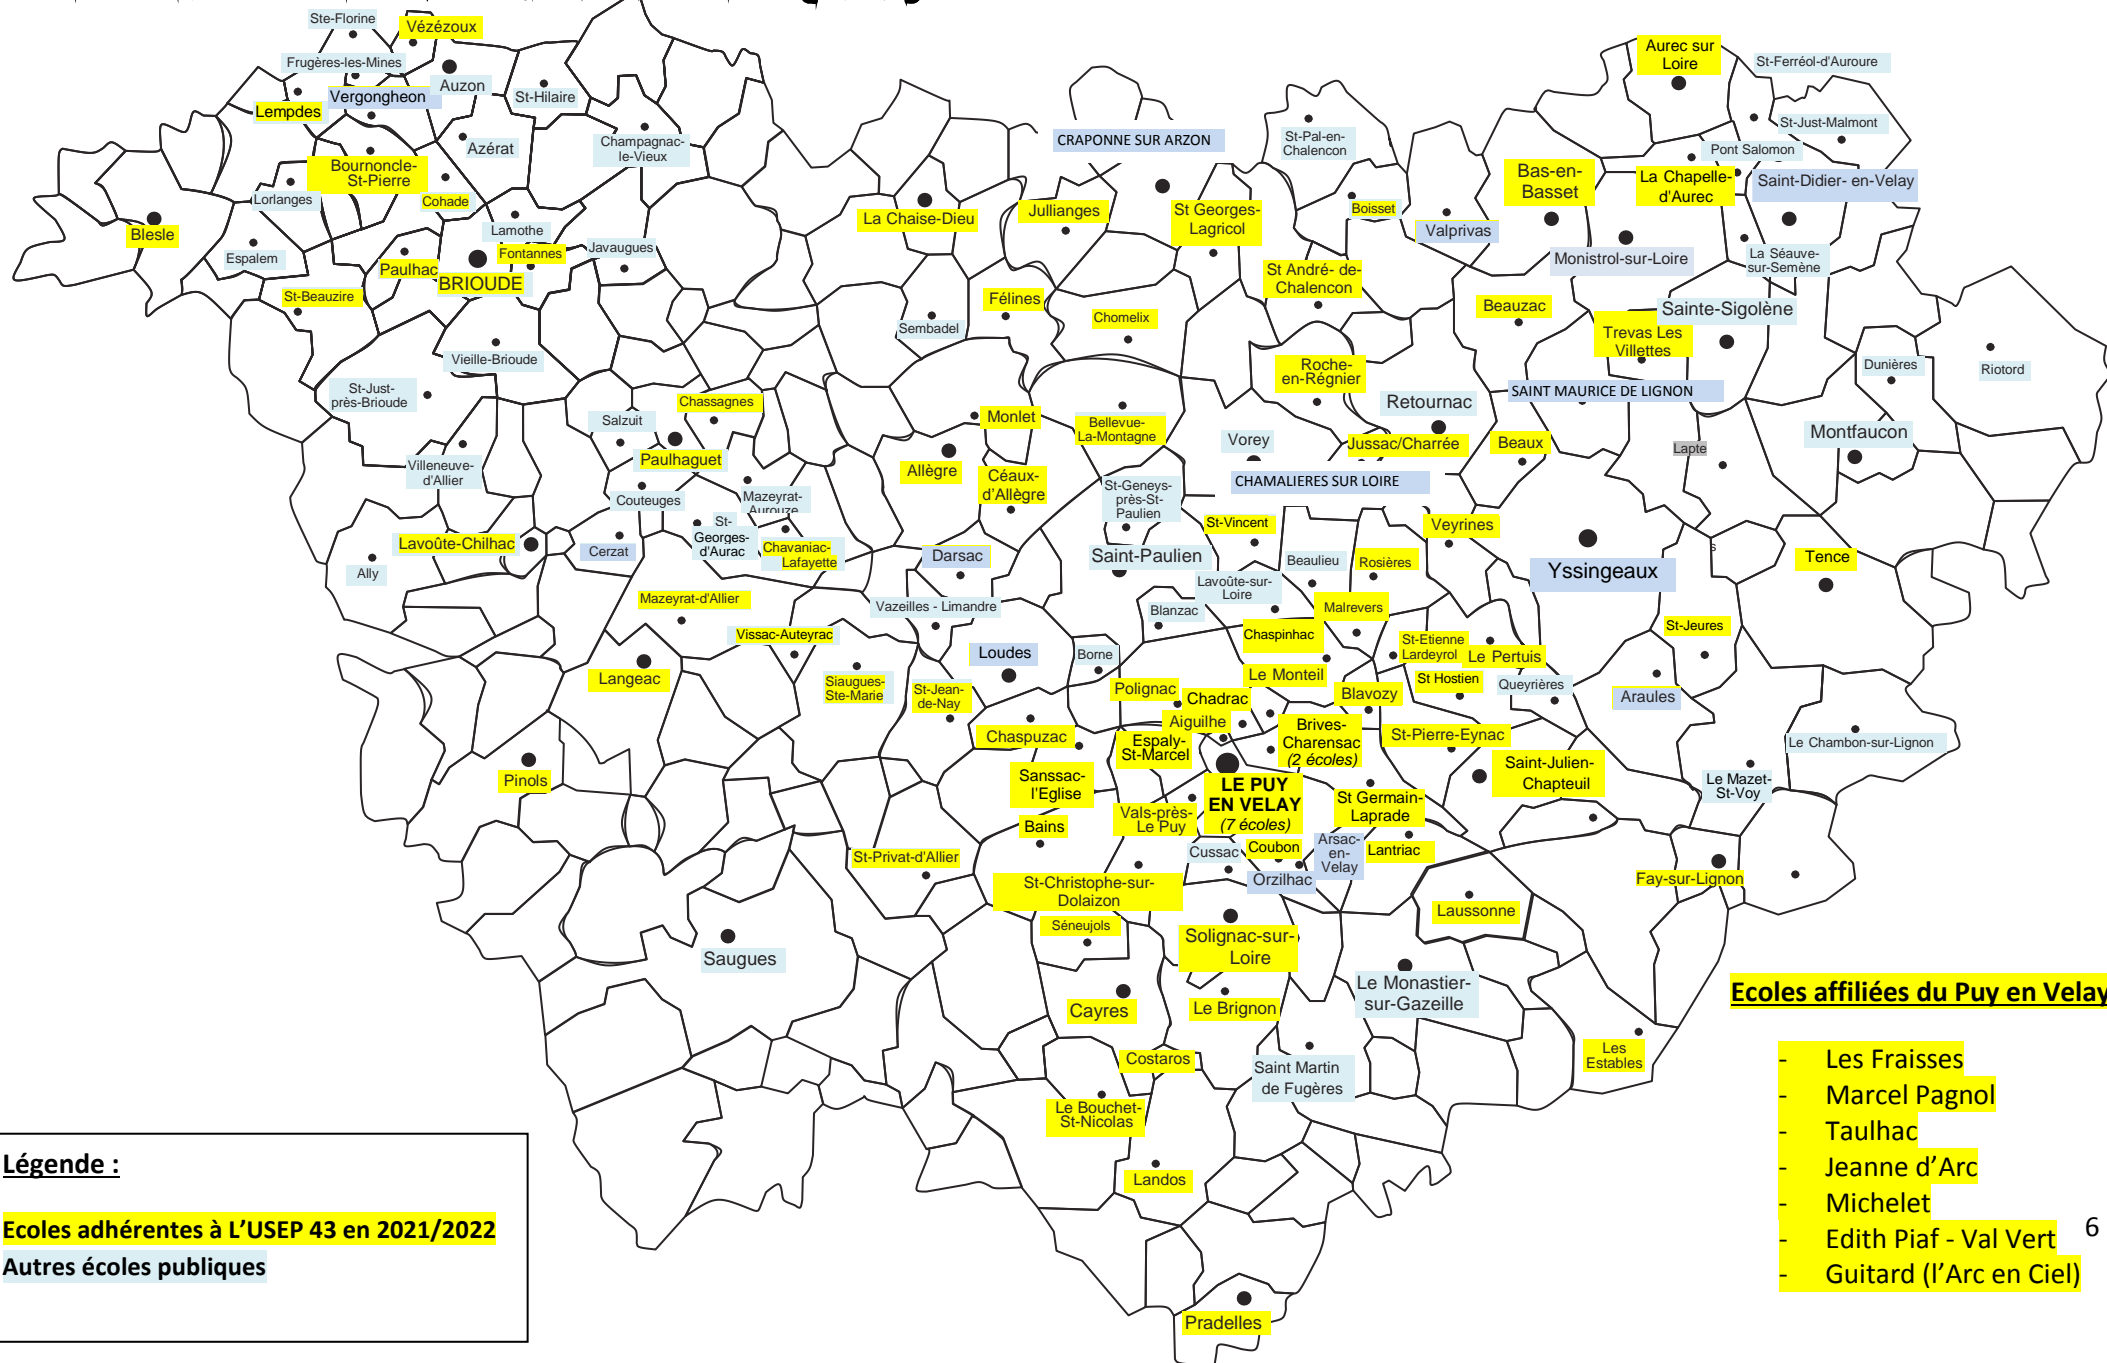 Ste-Florine
Vézézoux
Frugères-les-Mines
Auzon
Vergongheon
St-Hilaire
Lempdes
Azérat
Champagnac-
le-Vieux
Bournoncle-
St-Pierre
Lorlanges
Cohade
Blesle
Espalem
Lamothe
Fontannes
Javaugues
Paulhac
BRIOUDE
St-Beauzire
Vieille-Brioude
St-Just-
près-Brioude
Salzuit
Chassagnes
Villeneuve-
d'Allier
Paulhaguet
Couteuges
Mazeyrat-
Aurouze
St-
Georges-
d'Aurac
Chavaniac-
Lafayette
Lavoûte-Chilhac
Cerzat
Ally
Mazeyrat-d'Allier
Vissac-Auteyrac
Langeac
Siaugues-
Ste-Marie
St-Jean-
de-Nay
Pinols
St-Privat-d'Allier
Saugues
CRAPONNE SUR ARZON
La Chaise-Dieu
Jullianges
St Georges-
Lagricol
St-Pal-en-
Chalencon
Boisset
Valprivas
St André- de-
Chalencon
Félines
Sembadel
Chomelix
Roche-
en-Régnier
Retournac
Monlet
Bellevue-
La-Montagne
Vorey
Jussac/Charrée
Allègre
Céaux-
d'Allègre
CHAMALIERES SUR LOIRE
St-Geneys-
près-St-
Paulien
St-Vincent
Veyrines
Darsac
Saint-Paulien
Beaulieu
Rosières
Lavoûte-sur-
Loire
Vazeilles - Limandre
Blanzac
Malrevers
Chaspinhac
St-Etienne
Lardeyrol
Le Pertuis
Loudes
Borne
Le Monteil
St Hostien
Polignac
Chadrac
Blavozy
Queyrières
Aiguilhe
Chaspuzac
Espaly-
St-Marcel
Brives-
Charensac
(2 écoles)
St-Pierre-Eynac
Sanssac-
l'Eglise
LE PUY
EN VELAY
(7 écoles)
Saint-Julien-
Chapteuil
St Germain-
Laprade
Vals-près-
Le Puy
Bains
Cussac
Coubon
Arsac-
en-
Velay
Lantriac
Orzilhac
St-Christophe-sur-
Dolaizon
Séneujols
Solignac-sur-
Loire
Laussonne
Le Monastier-
sur-Gazeille
Cayres
Le Brignon
Costaros
Saint Martin
de Fugères
Le Bouchet-
St-Nicolas
Landos
Pradelles
Les
Estables
Aurec sur
Loire
St-Ferréol-d'Auroure
St-Just-Malmont
Pont Salomon
Bas-en-
Basset
La Chapelle-
d'Aurec
Saint-Didier- en-Velay
Monistrol-sur-Loire
La Séauve-
sur-Semène
Beauzac
Sainte-Sigolène
Trevas Les
Villettes
Dunières
Riotord
SAINT MAURICE DE LIGNON
Beaux
Lapte
Montfaucon
s
Yssingeaux
Tence
St-Jeures
Araules
Le Chambon-sur-Lignon
Le Mazet-
St-Voy
Fay-sur-Lignon
Ecoles affiliées du Puy en Velay
- Les Fraisses
- Marcel Pagnol
- Taulhac
- Jeanne d'Arc
- Michelet
- Edith Piaf - Val Vert
- Guitard (l'Arc en Ciel)
6
Légende :
Ecoles adhérentes à L'USEP 43 en 2021/2022
Autres écoles publiques